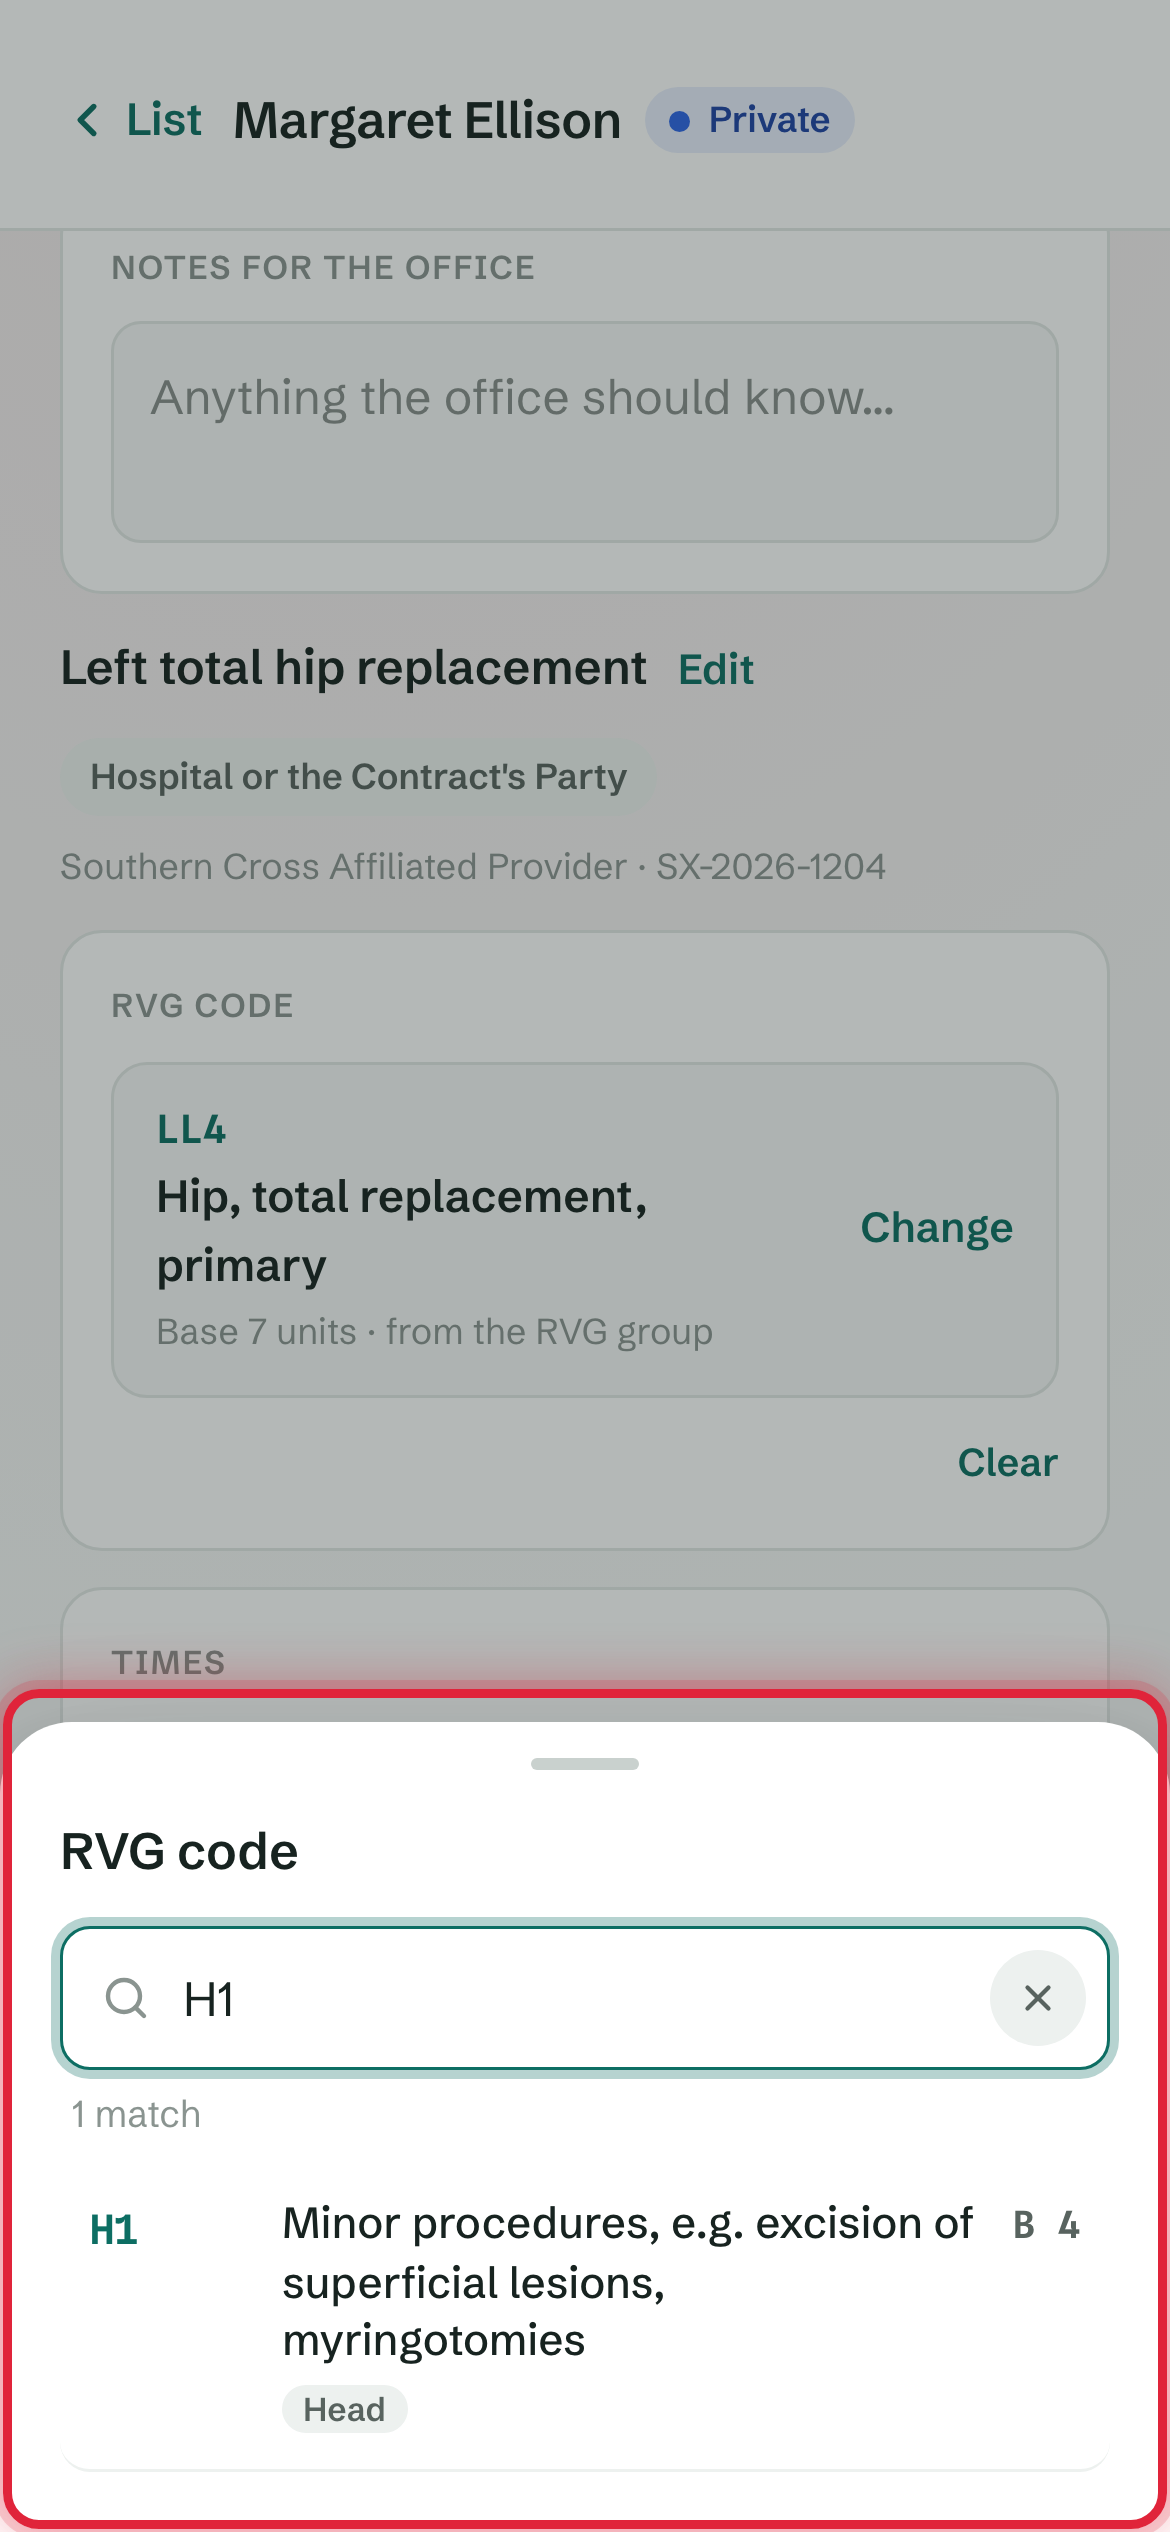 List Margaret Ellison Private
NOTES FOR THE OFFICE
Anything the office should know...
Left total hip replacement Edit
Hospital or the Contract's Party
Southern Cross Affiliated Provider · SX-2026-1204
RVG CODE
LL4
Hip, total replacement,
primary
Change
Base 7 units · from the RVG group
Clear
TIMES
RVG code
H1
1 match
H1 Minor procedures, e.g. excision of B 4
superficial lesions,
myringotomies
Head